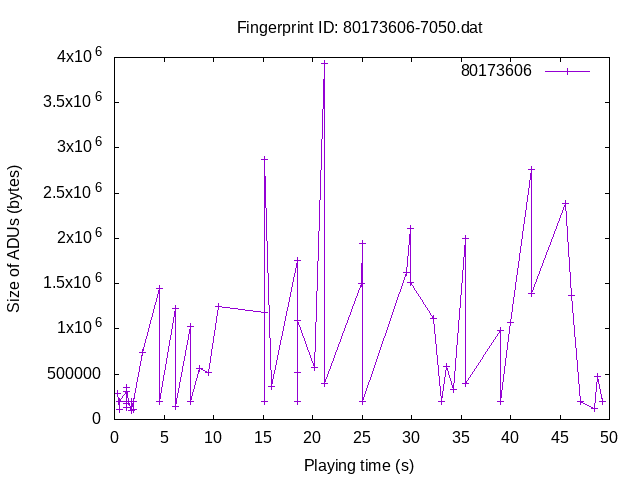 Fingerprint ID: 80173606-7050.dat
80173606
Size of ADUs (bytes)
4x10^6
3.5x10^6
3x10^6
2.5x10^6
2x10^6
1.5x10^6
1x10^6
500000
0
0 5 10 15 20 25 30 35 40 45 50
Playing time (s)